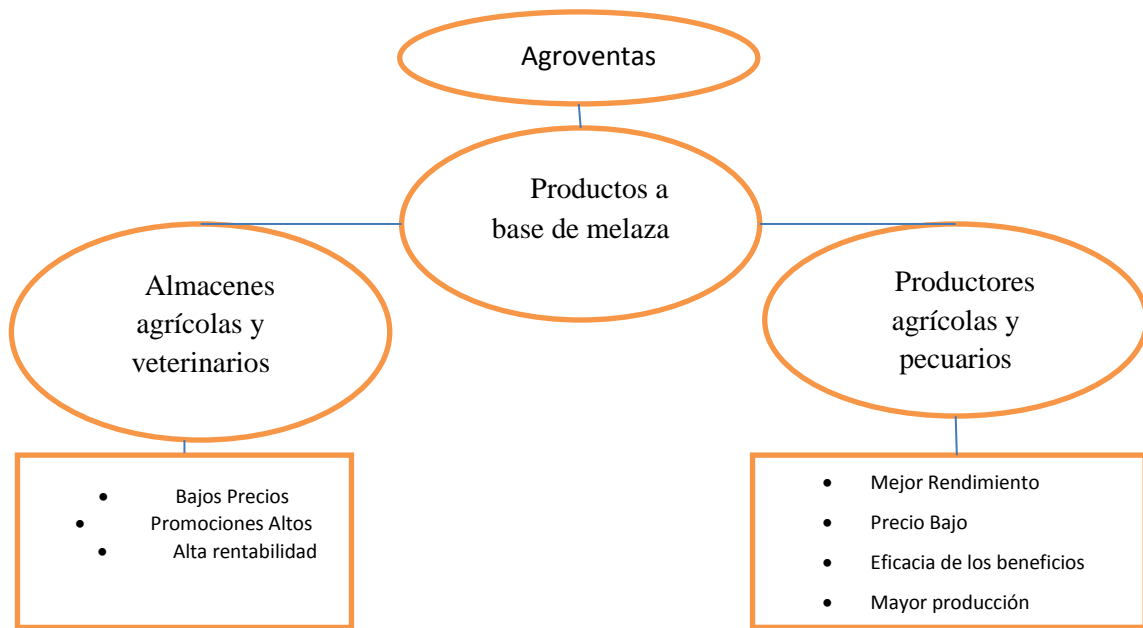 Agroventas
Productos a
base de melaza
Almacenes
agrícolas y
veterinarios
Productores
agrícolas y
pecuarios
• Bajos Precios
• Promociones Altos
• Alta rentabilidad
• Mejor Rendimiento
• Precio Bajo
• Eficacia de los beneficios
• Mayor producción